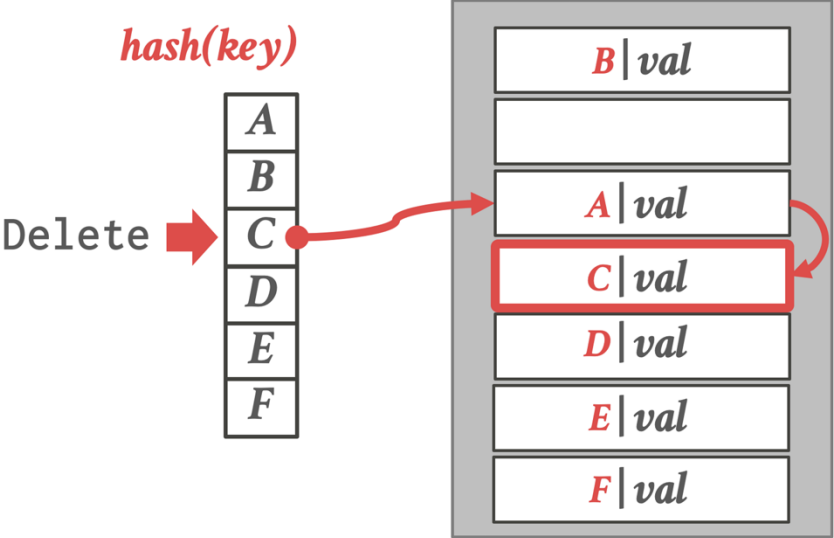 hash(key)
A
B
Delete
C
D
E
F
B|val
A|val
C|val
D|val
E|val
F|val